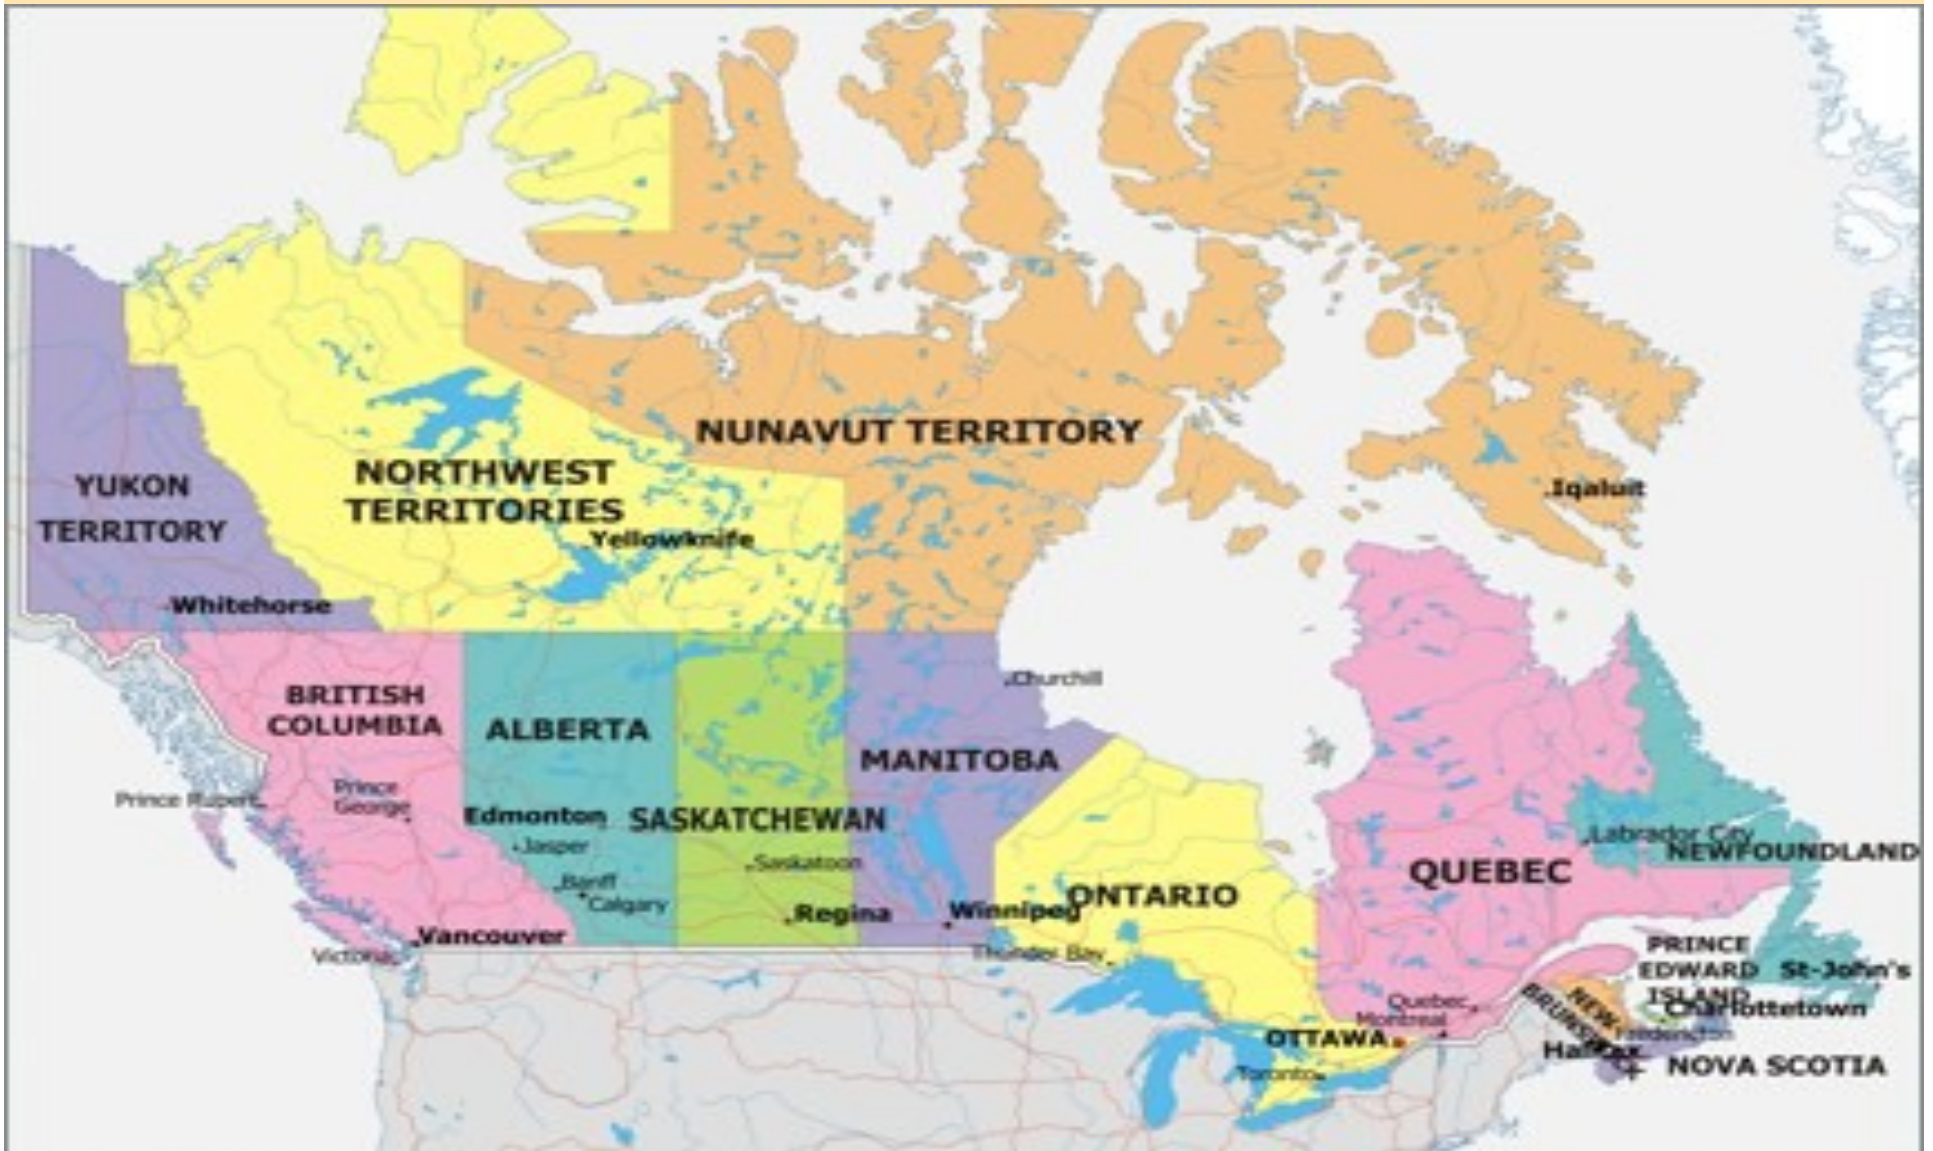 NUNAVUT TERRITORY
NORTHWEST
TERRITORIES
YUKON
TERRITORY
.Iqaluit
Yellowknife
Whitehorse
Churchill
BRITISH
COLUMBIA
ALBERTA
MANITOBA
Prince
George
Prince Rupert
Edmonton
SASKATCHEWAN
Jasper
Labrador City
NEWFOUNDLAND
Saskatoon
QUEBEC
Banff
Calgary
ONTARIO
Regina
Winnipeg
Vancouver
Victoria
Thunder Bay
PRINCE
EDWARD
ISLAND
St-John's
Quebec
Montreal
NEW
Charlottetown
OTTAWA
Halifax
NOVA SCOTIA
Toronto